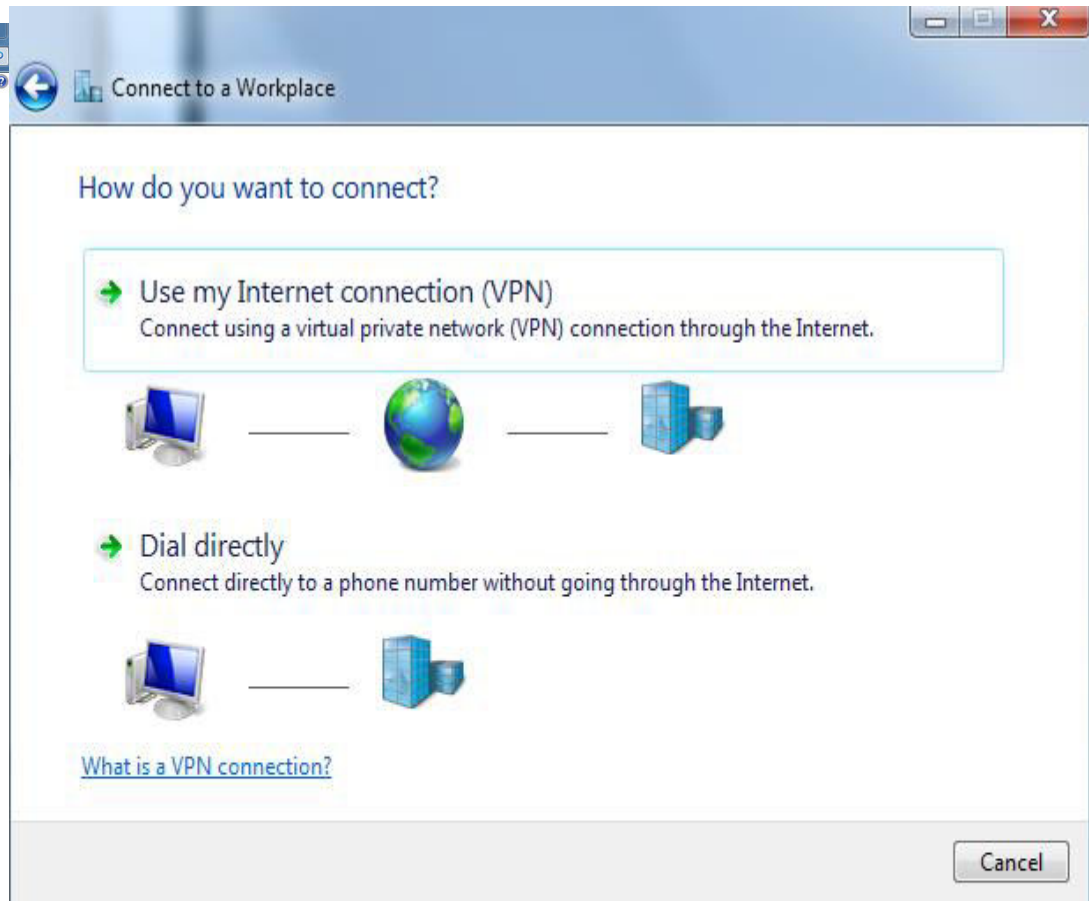 Connect to a Workplace
How do you want to connect?
Use my Internet connection (VPN)
Connect using a virtual private network (VPN) connection through the Internet.
Dial directly
Connect directly to a phone number without going through the Internet.
What is a VPN connection?
Cancel